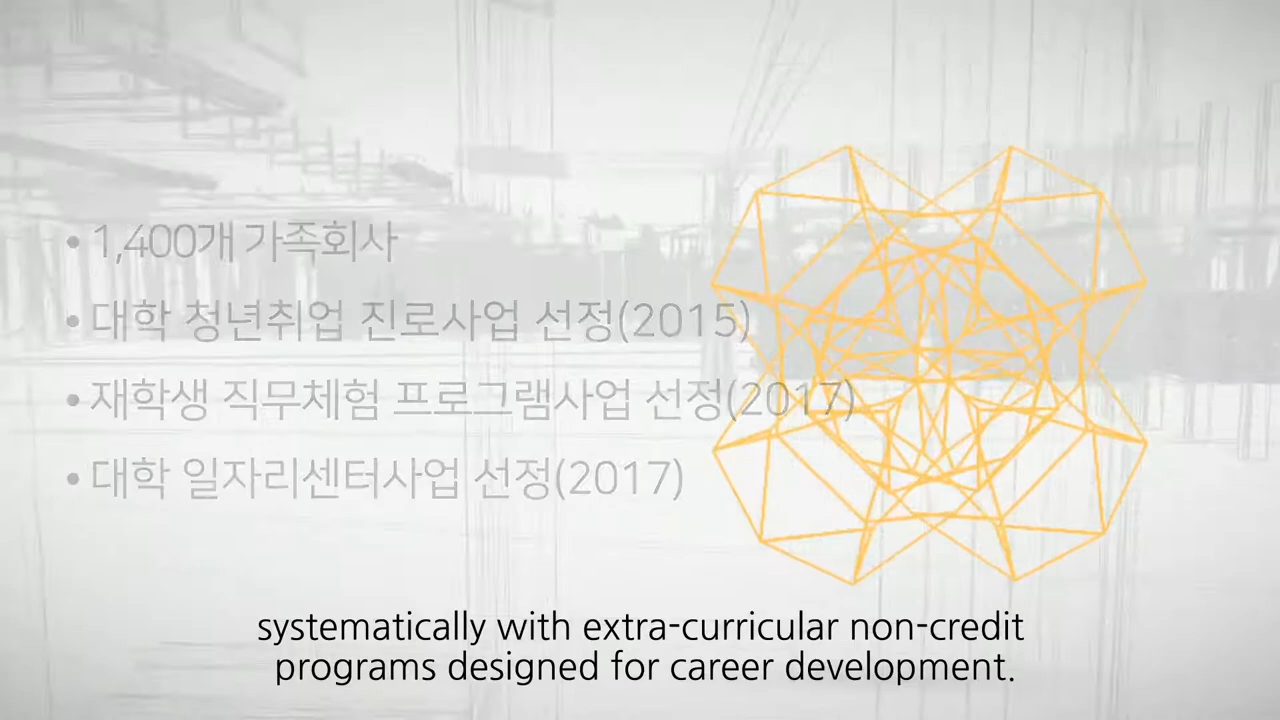 • 1,400개 가족회사
• 대학 청년취업 진로사업 선정(2015)
• 재학생 직무체험 프로그램사업 선정(2017)
• 대학 일자리센터사업 선정(2017)
systematically with extra-curricular non-credit
programs designed for career development.